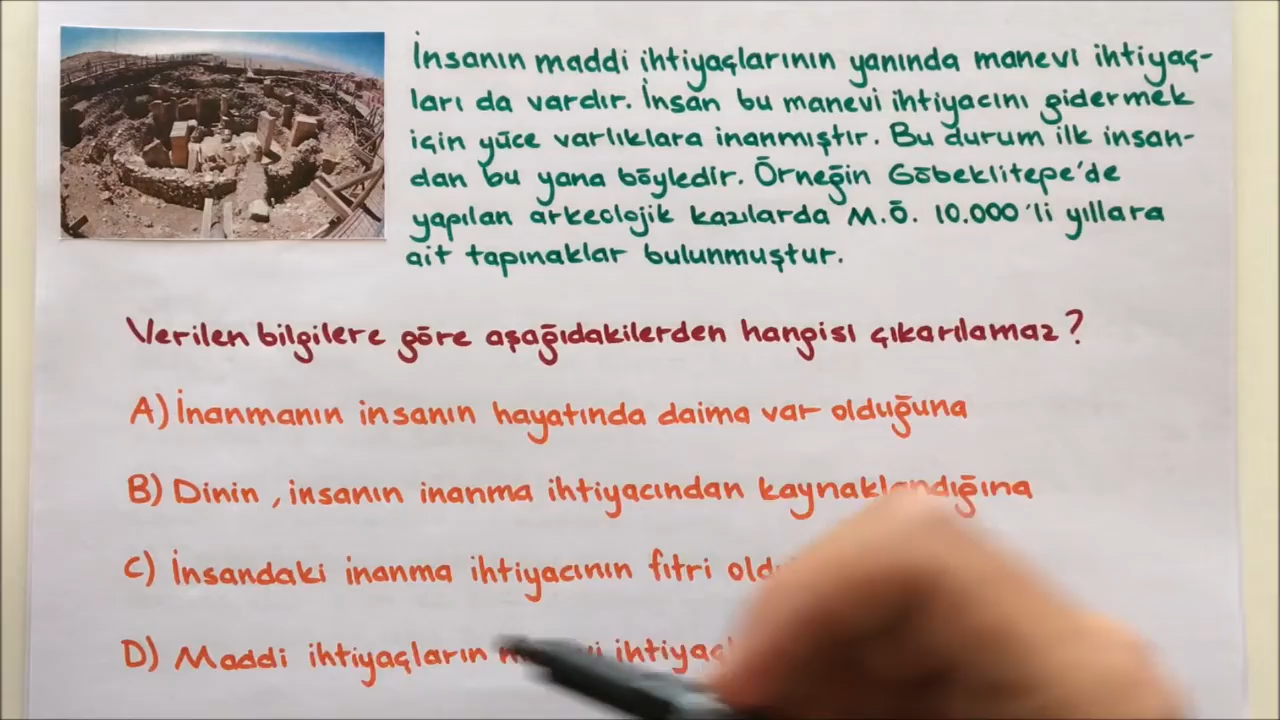 İnsanın maddi ihtiyaçlarının yanında manevi ihtiyaç-
ları da vardır. İnsan bu manevi ihtiyacını gidermek
için yüce varlıklara inanmıştır. Bu durum ilk insan-
dan bu yana böyledir. Örneğin Göbeklitepe'de
yapılan arkeolojik kazılarda M.Ö. 10.000'li yıllara
ait tapınaklar bulunmuştur.
Verilen bilgilere göre aşağıdakilerden hangisi çıkarılamaz?
A) İnanmanın insanın hayatında daima var olduğuna
B) Dinin, insanın inanma ihtiyacından kaynaklandığına
C) İnsandaki inanma ihtiyacının fıtri
D) Maddi ihtiyaçların